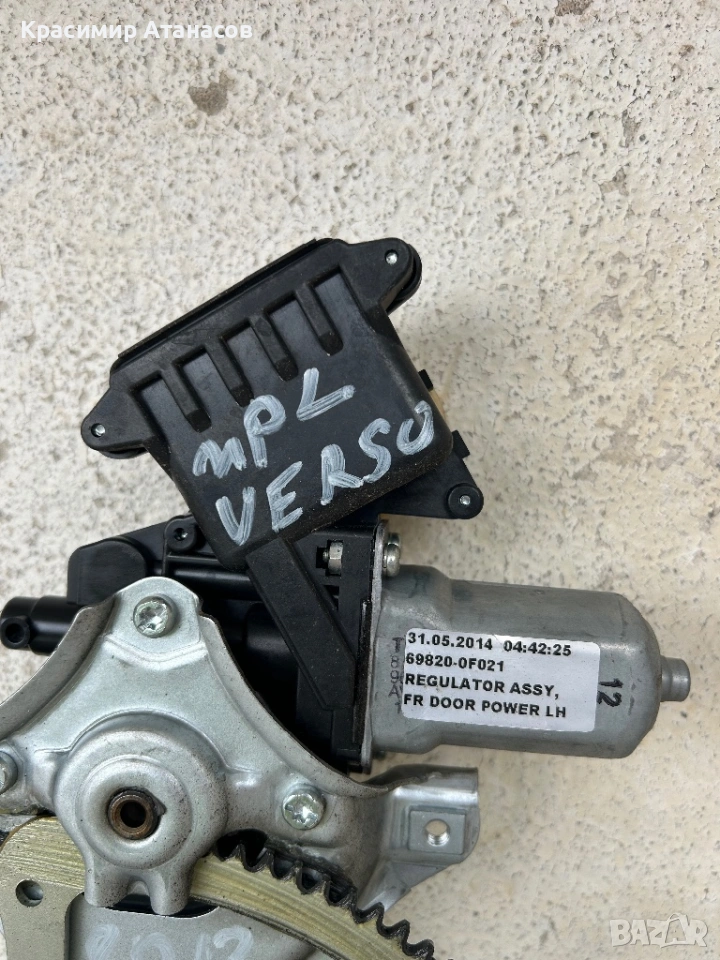 Красимир Атанасов
MPL
VERSO
31.05.2014 04:42:25
69820-0F021
REGULATOR ASSY,
FR DOOR POWER LH
12
BAZAR